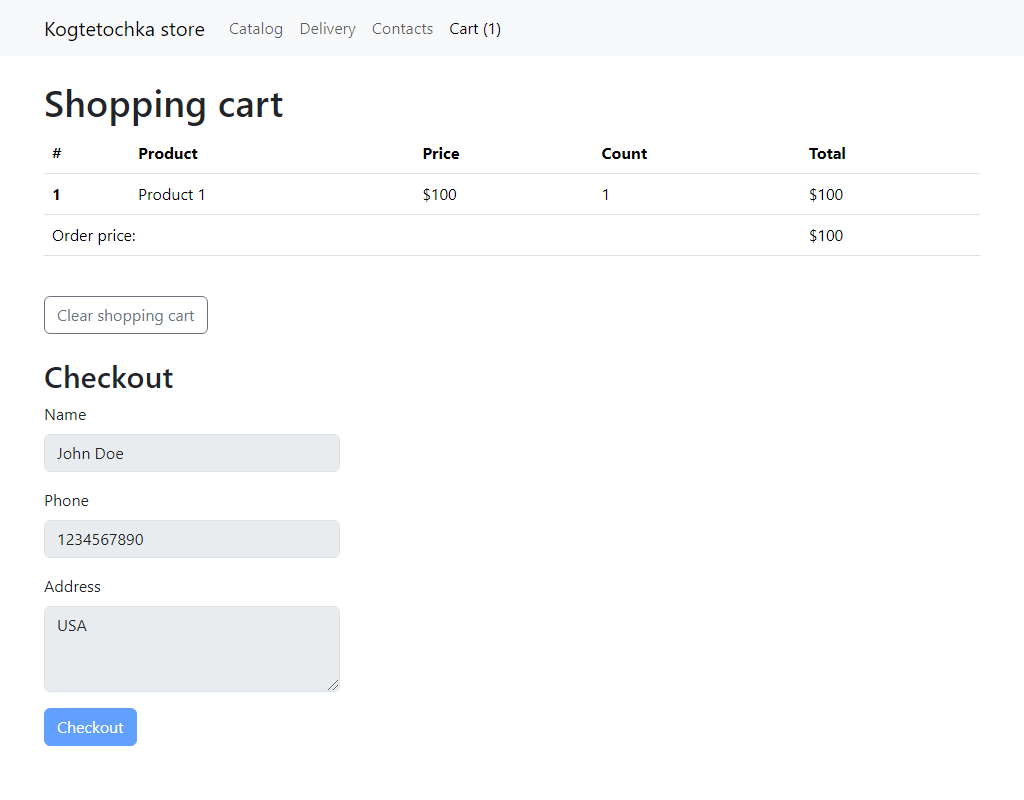 Kogtetochka store Catalog Delivery Contacts Cart (1)
Shopping cart
# Product Price Count Total
1 Product 1 $100 1 $100
Order price: $100
Clear shopping cart
Checkout
Name
John Doe
Phone
1234567890
Address
USA
Checkout